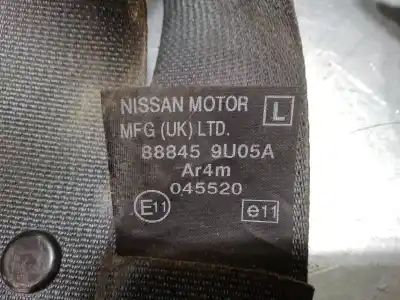 NISSAN MOTOR L
MFG (UK) LTD.
88845 9U05A
Ar4m
045520
E11 e11